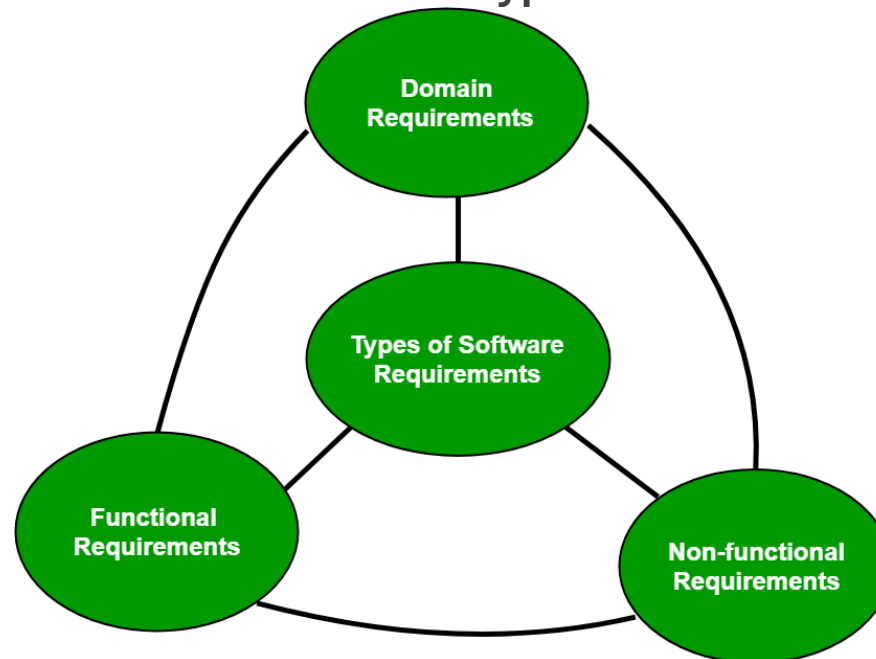 Domain
Requirements
Types of Software
Requirements
Functional
Requirements
Non-functional
Requirements